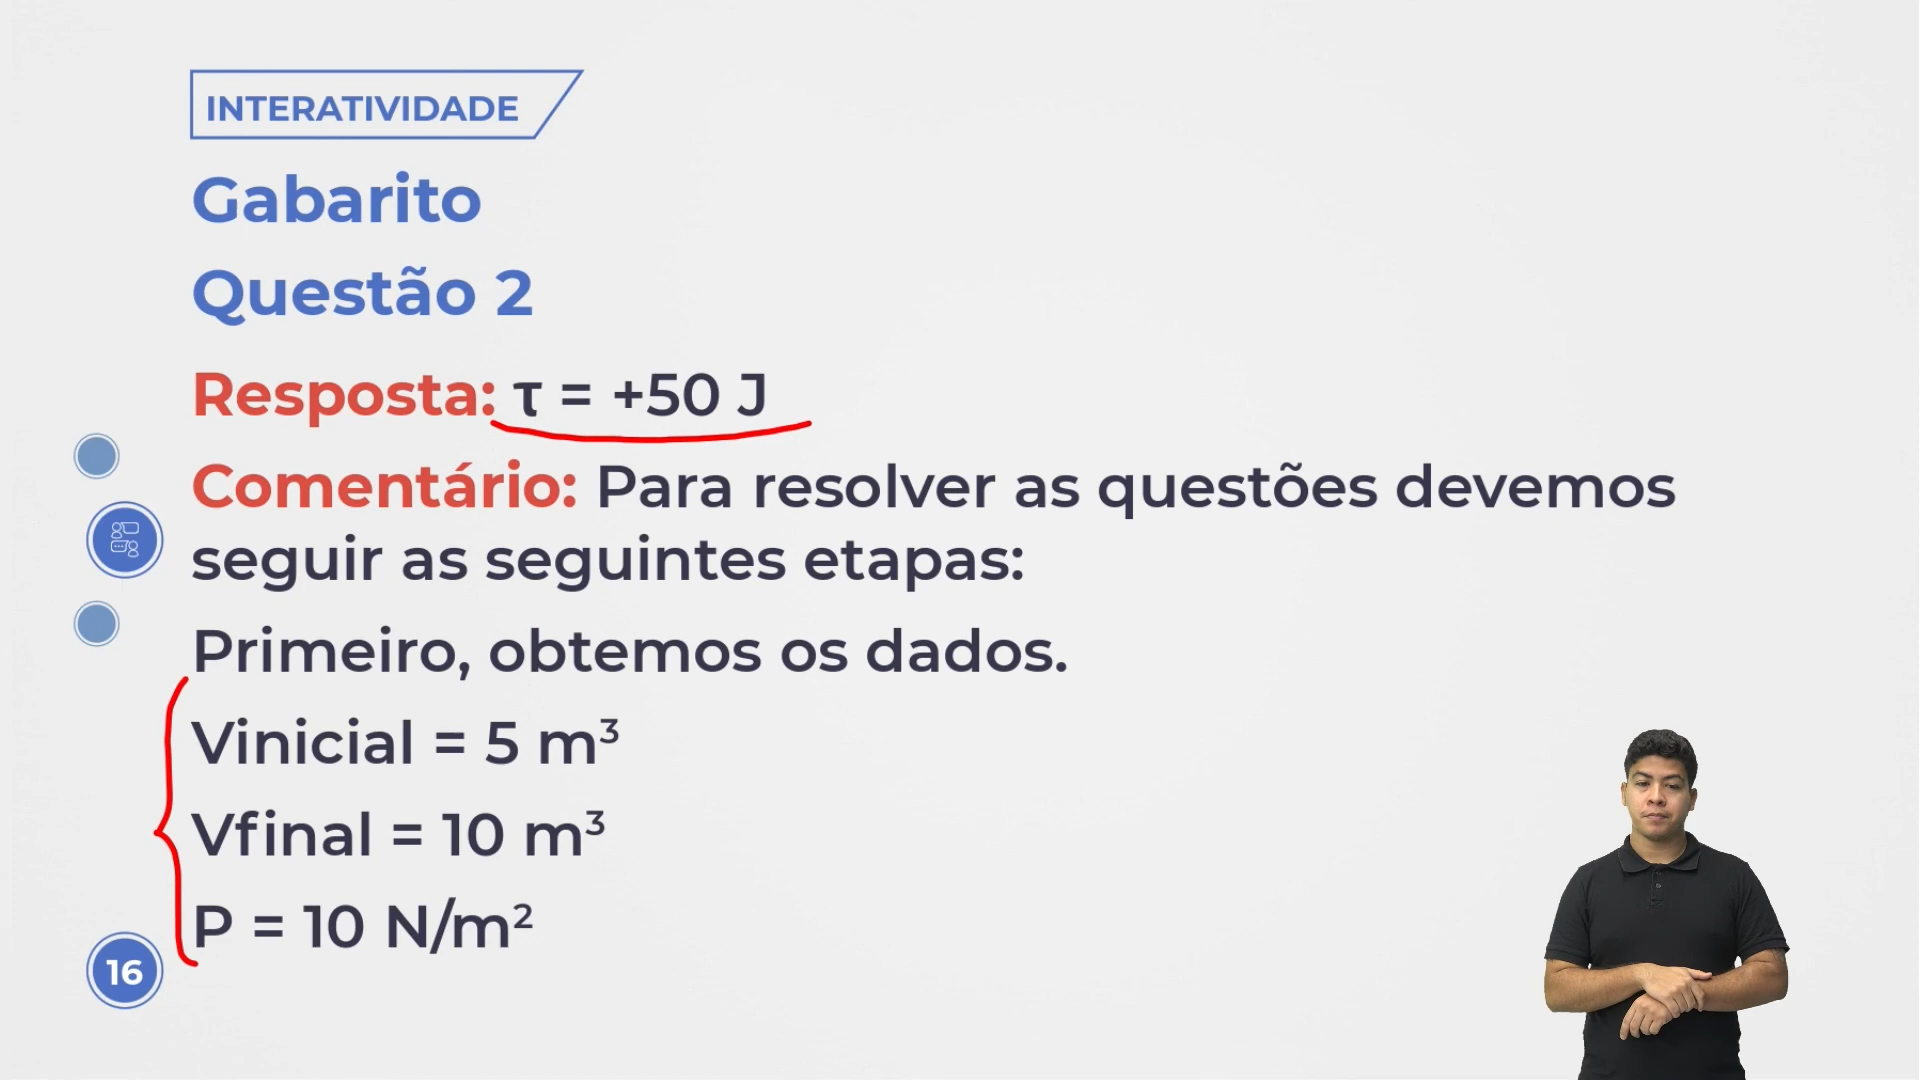 INTERATIVIDADE
Gabarito
Questão 2
Resposta: τ = +50 J
Comentário: Para resolver as questões devemos
seguir as seguintes etapas:
Primeiro, obtemos os dados.
Vinicial = 5 m³
Vfinal = 10 m³
P = 10 N/m²
16